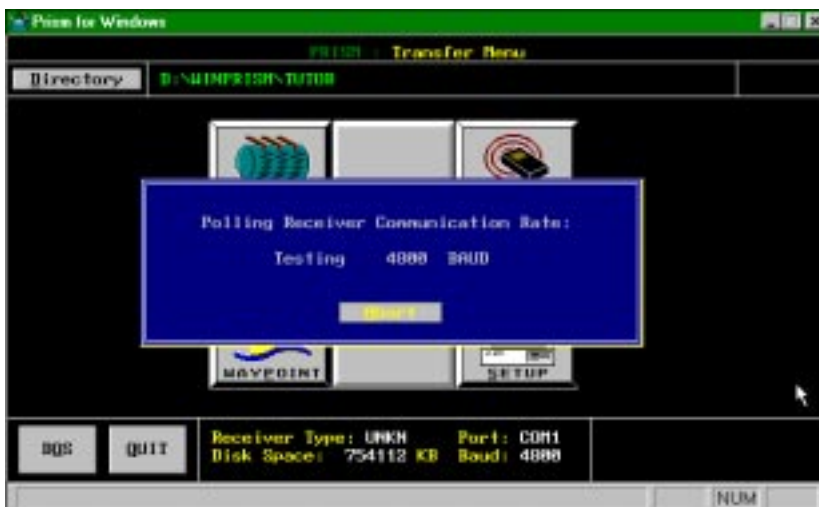 Prism for Windows
PRISM : Transfer Menu
Directory D:\WINPRISM\TUTOR
Polling Receiver Communication Rate:
Testing 4800 BAUD
Abort
WAYPOINT SETUP
DOS QUIT
Receiver Type: UNKN Port: COM1
Disk Space: 754112 KB Baud: 4800
NUM